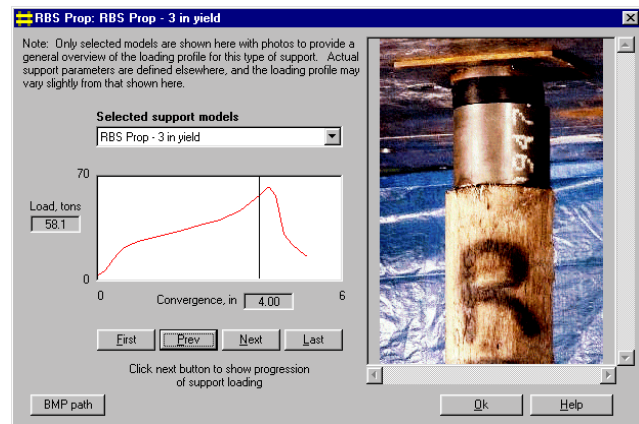 RBS Prop: RBS Prop - 3 in yield
Note: Only selected models are shown here with photos to provide a
general overview of the loading profile for this type of support. Actual
support parameters are defined elsewhere, and the loading profile may
vary slightly from that shown here.
Selected support models
RBS Prop - 3 in yield
70
Load, tons
58.1
0
0
Convergence, in
4.00
6
First
Prev
Next
Last
Click next button to show progression
of support loading
BMP path
Ok
Help